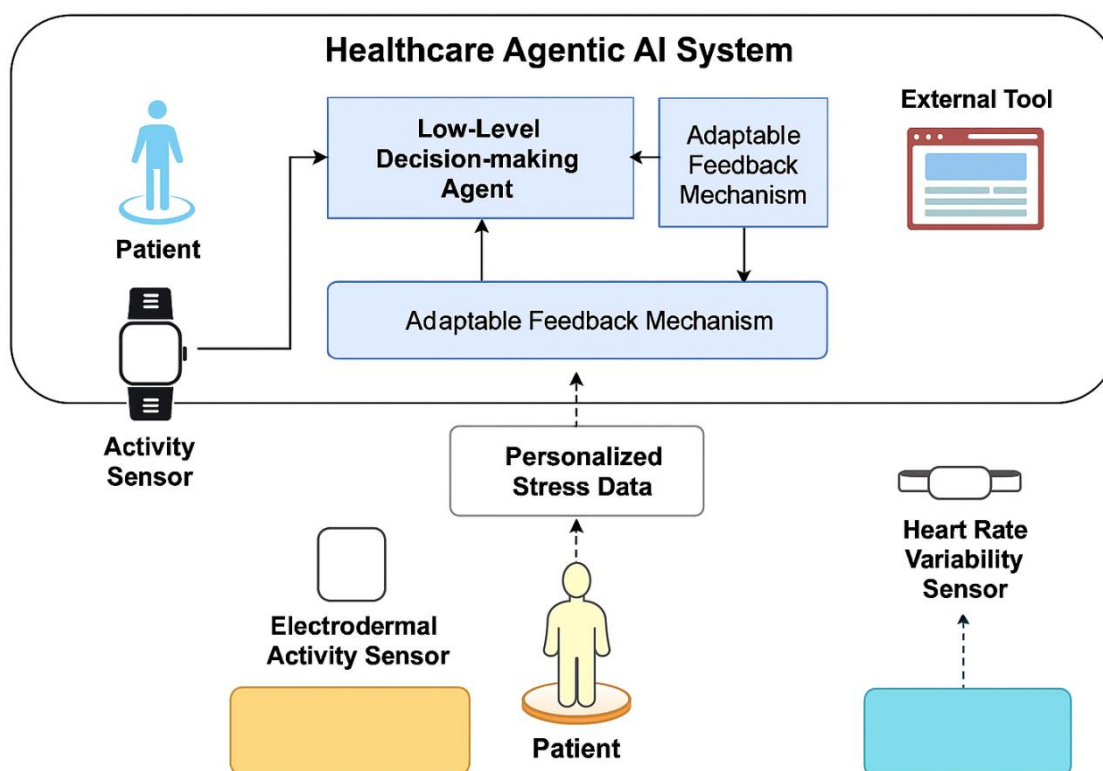 Healthcare Agentic AI System
Patient
Low-Level
Decision-making
Agent
Adaptable
Feedback
Mechanism
External Tool
Adaptable Feedback Mechanism
Activity
Sensor
Personalized
Stress Data
Electrodermal
Activity Sensor
Patient
Heart Rate
Variability
Sensor